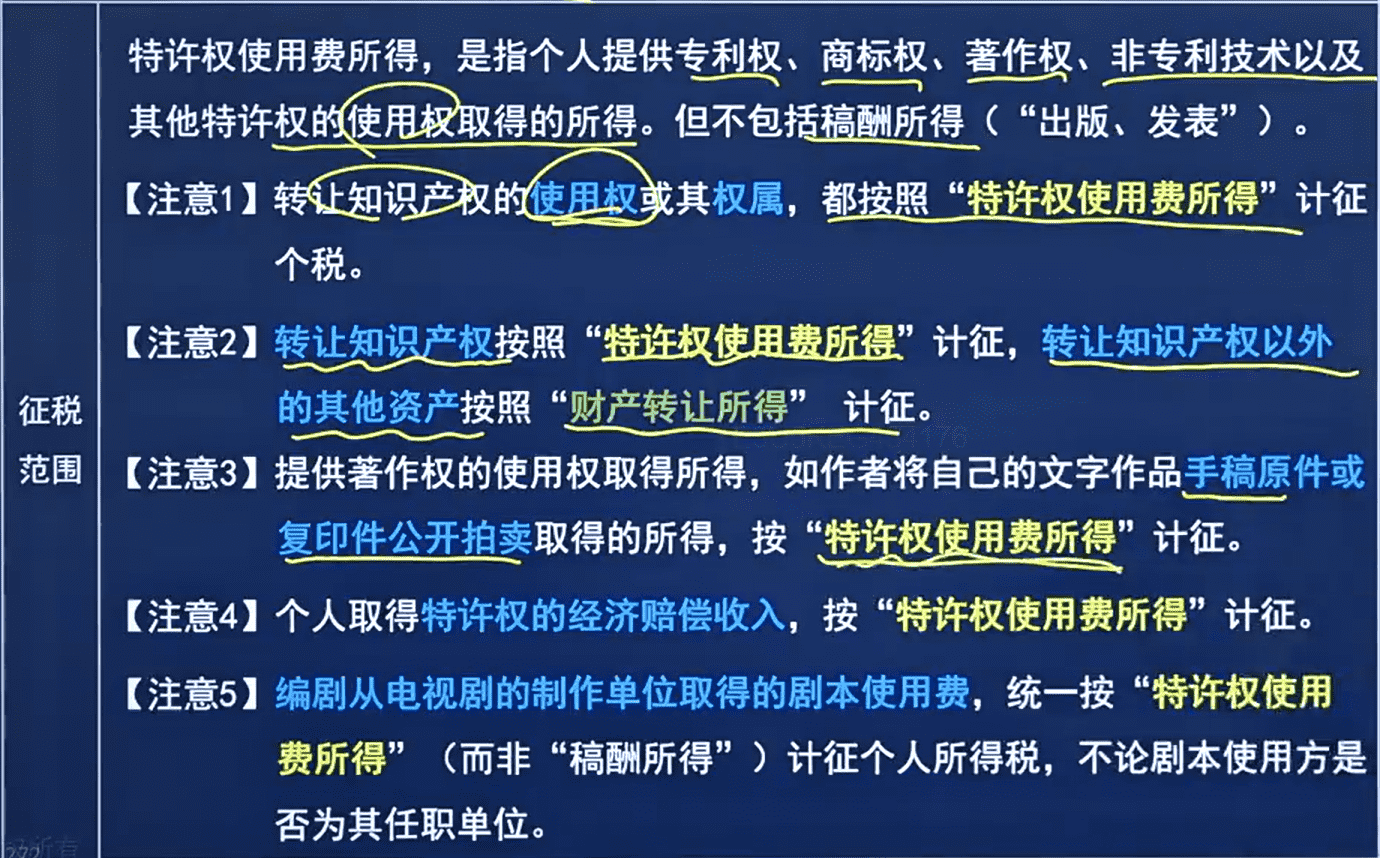 特许权使用费所得，是指个人提供专利权、商标权、著作权、非专利技术以及
其他特许权的使用权取得的所得。但不包括稿酬所得（“出版、发表”）。
【注意1】转让知识产权的使用权或其权属，都按照“特许权使用费所得”计征
个税。
【注意2】转让知识产权按照“特许权使用费所得”计征，转让知识产权以外
的其他资产按照“财产转让所得” 计征。
征税
范围
【注意3】提供著作权的使用权取得所得，如作者将自己的文字作品手稿原件或
复印件公开拍卖取得的所得，按“特许权使用费所得”计征。
【注意4】个人取得特许权的经济赔偿收入，按“特许权使用费所得”计征。
【注意5】编剧从电视剧的制作单位取得的剧本使用费，统一按“特许权使用
费所得”（而非“稿酬所得”）计征个人所得税，不论剧本使用方是
否为其任职单位。